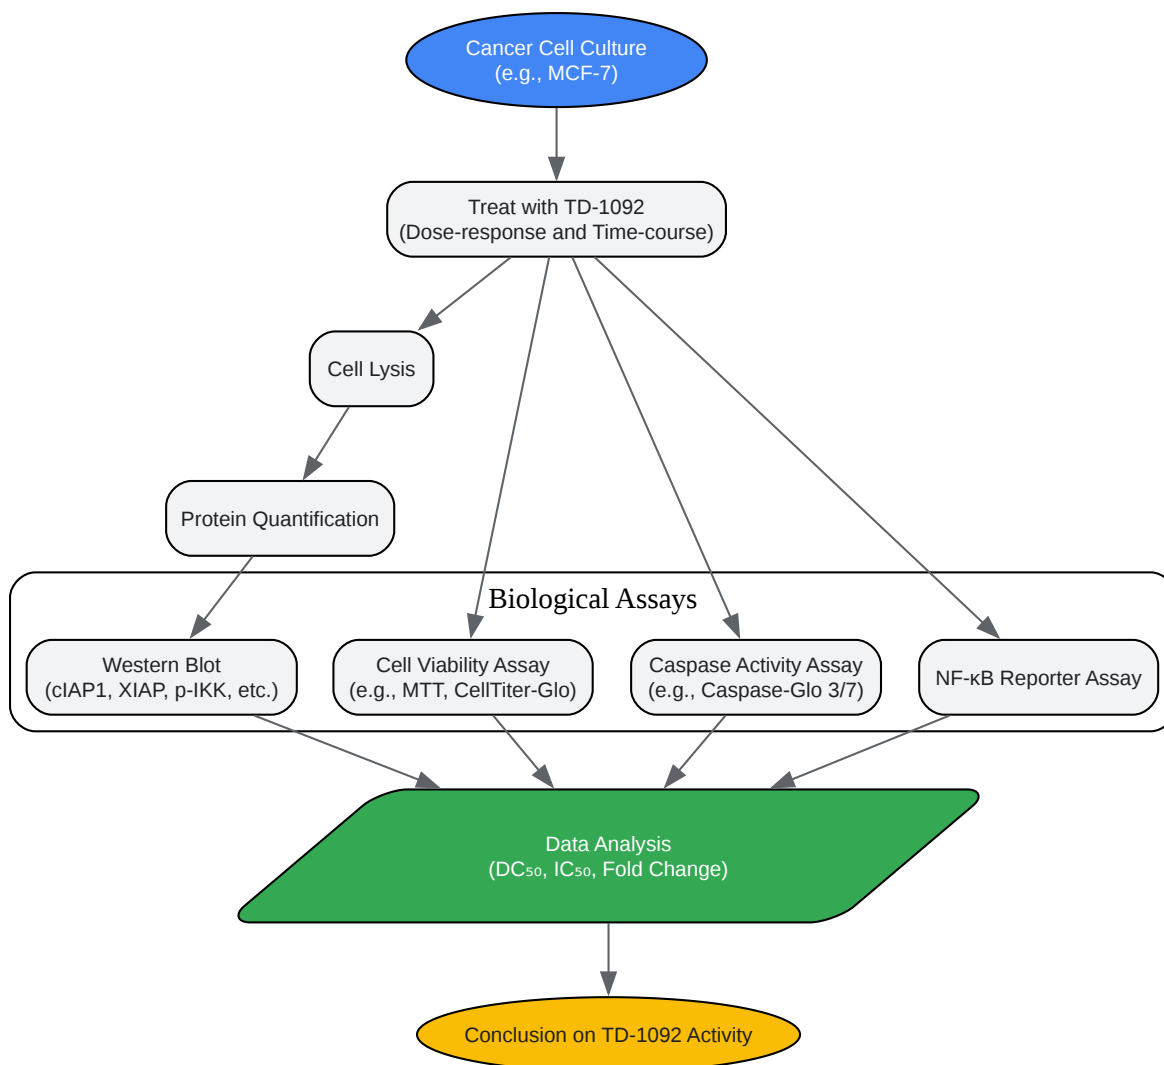 Cancer Cell Culture
(e.g., MCF-7)
Treat with TD-1092
(Dose-response and Time-course)
Cell Lysis
Protein Quantification
Biological Assays
Western Blot
(cIAP1, XIAP, p-IKK, etc.)
Cell Viability Assay
(e.g., MTT, CellTiter-Glo)
Caspase Activity Assay
(e.g., Caspase-Glo 3/7)
NF-κB Reporter Assay
Data Analysis
(DC₅₀, IC₅₀, Fold Change)
Conclusion on TD-1092 Activity